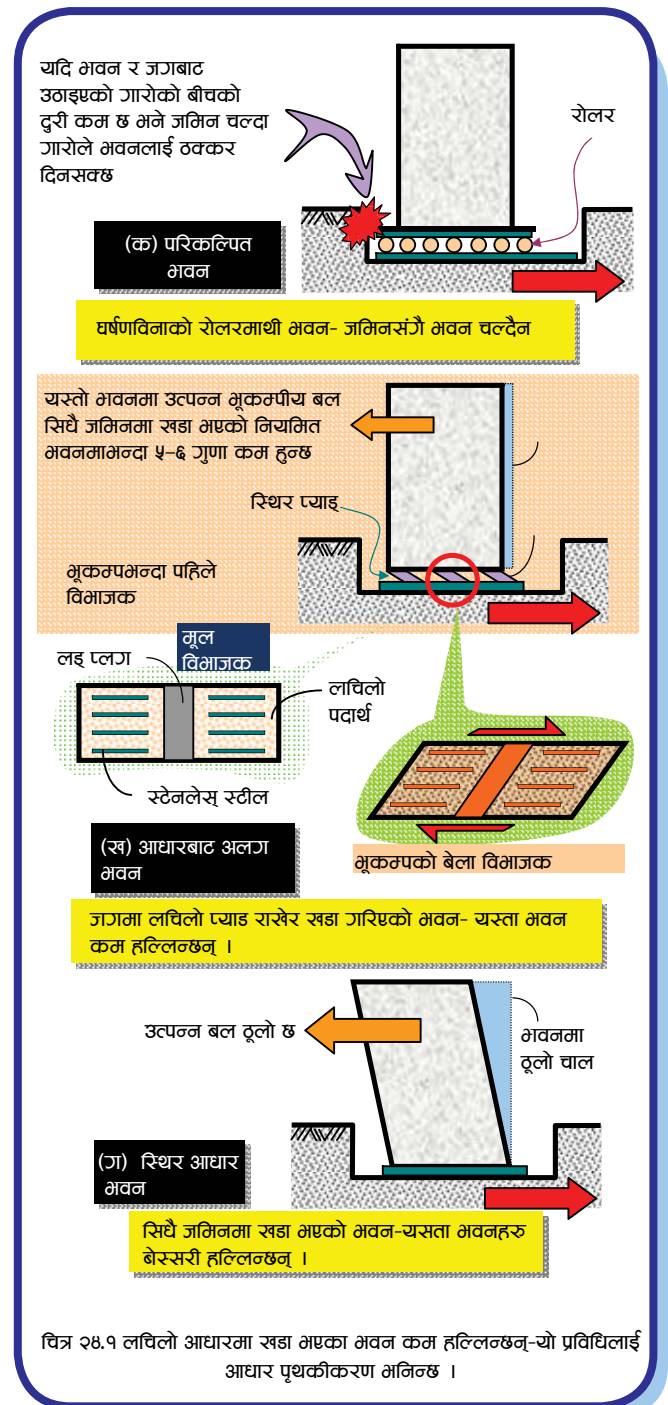 यदि भवन र जगबाट
उठाइएको गारोको बीचको
दुरी कम छ भने जमिन चल्दा
गारोले भवनलाई ठक्कर
दिनसक्छ
रोलर
(क) परिकल्पित
भवन
घर्षणविनाको रोलरमाथी भवन- जमिनसंगै भवन चल्दैन
यस्तो भवनमा उत्पन्न भूकम्पीय बल
सिधै जमिनमा खडा भएको नियमित
भवनमाभन्दा ५–६ गुणा कम हुन्छ
स्थिर प्याड्
भूकम्पभन्दा पहिले
विभाजक
मूल
विभाजक
लड् प्लग
लचिलो
पदार्थ
स्टेनलेस् स्टील
(ख) आधारबाट अलग
भवन
भूकम्पको बेला विभाजक
जगमा लचिलो प्याड राखेर खडा गरिएको भवन- यस्ता भवन
कम हल्लिन्छन् ।
उत्पन्न बल ठूलो छ
भवनमा
ठूलो चाल
(ग) स्थिर आधार
भवन
सिधै जमिनमा खडा भएको भवन-यसता भवनहरु
बेस्सरी हल्लिन्छन् ।
चित्र २४.१ लचिलो आधारमा खडा भएका भवन कम हल्लिन्छन्-यो प्रविधिलाई
आधार पृथकीकरण भनिन्छ ।